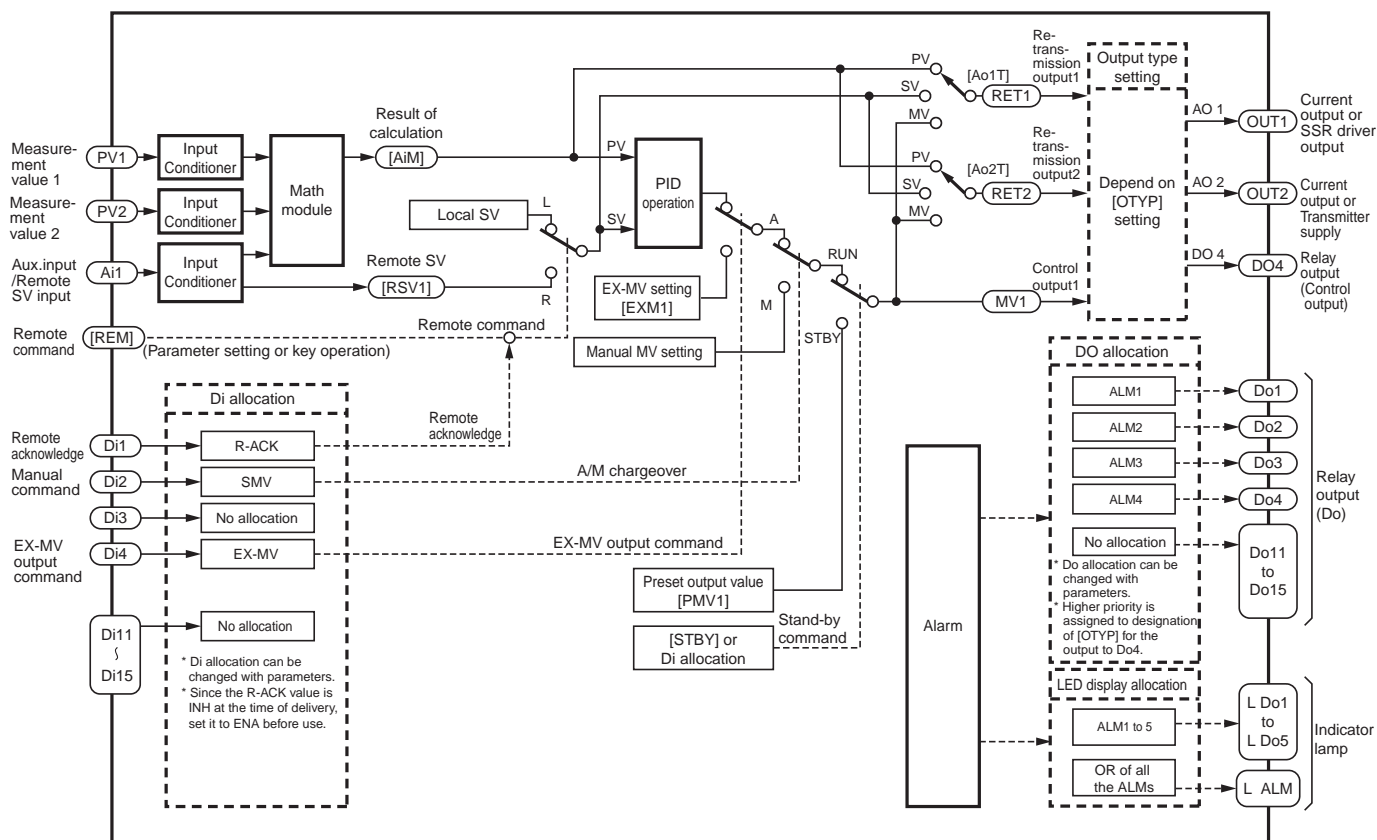 Measure-
ment
value 1
PV1
Input
Conditioner
Measure-
ment
value 2
PV2
Input
Conditioner
Aux.input
/Remote
SV input
Ai1
Input
Conditioner
Math
module
Result of
calculation
[AiM]
Local SV
L
Remote SV
[RSV1]
R
PV
SV
PID
operation
EX-MV setting
[EXM1]
A
M
Manual MV setting
RUN
STBY
Remote
command
[REM]
(Parameter setting or key operation)
Remote command
Di allocation
Remote
acknowledge
Di1
R-ACK
Remote
acknowledge
Manual
command
Di2
SMV
A/M chargeover
Di3
No allocation
EX-MV
output
command
Di4
EX-MV
EX-MV output command
Di11
~
Di15
No allocation
* Di allocation can be
changed with parameters.
* Since the R-ACK value is
INH at the time of delivery,
set it to ENA before use.
Preset output value
[PMV1]
[STBY] or
Di allocation
Stand-by
command
PV
SV
MV
[Ao1T]
RET1
Re-
trans-
mission
output1
PV
SV
MV
[Ao2T]
RET2
Re-
trans-
mission
output2
MV1
Control
output1
Output type
setting
Depend on
[OTYP]
setting
AO 1
OUT1
Current
output or
SSR driver
output
AO 2
OUT2
Current
output or
Transmitter
supply
DO 4
DO4
Relay
output
(Control
output)
Alarm
DO allocation
ALM1
Do1
ALM2
Do2
ALM3
Do3
ALM4
Do4
No allocation
Do11
to
Do15
Relay
output
(Do)
* Do allocation can be
changed with
parameters.
* Higher priority is
assigned to designation
of [OTYP] for the
output to Do4.
LED display allocation
ALM1 to 5
L Do1
to
L Do5
OR of all
the ALMs
L ALM
Indicator
lamp